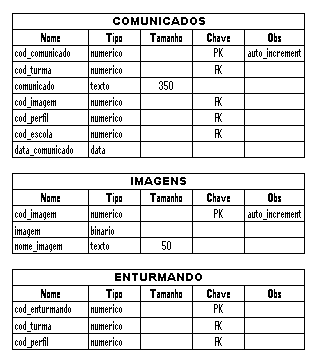 COMUNICADOS
Nome Tipo Tamanho Chave Obs
cod_comunicado numerico PK auto_increment
cod_turma numerico FK
comunicado texto 350
cod_imagem numerico FK
cod_perfil numerico FK
cod_escola numerico FK
data_comunicado data
IMAGENS
Nome Tipo Tamanho Chave Obs
cod_imagem numerico PK auto_increment
imagem binario
nome_imagem texto 50
ENTURMANDO
Nome Tipo Tamanho Chave Obs
cod_enturmando numerico PK
cod_turma numerico FK
cod_perfil numerico FK